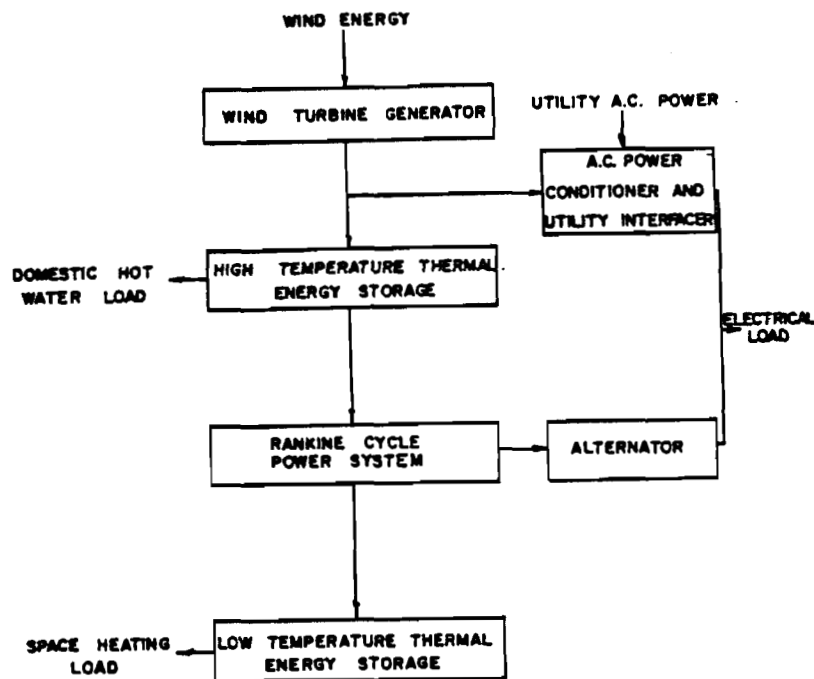 WIND ENERGY
WIND TURBINE GENERATOR
UTILITY A.C. POWER
A.C. POWER
CONDITIONER AND
UTILITY INTERFACER
DOMESTIC HOT
WATER LOAD
HIGH TEMPERATURE THERMAL
ENERGY STORAGE
ELECTRICAL
LOAD
RANKINE CYCLE
POWER SYSTEM
ALTERNATOR
SPACE HEATING
LOAD
LOW TEMPERATURE THERMAL
ENERGY STORAGE